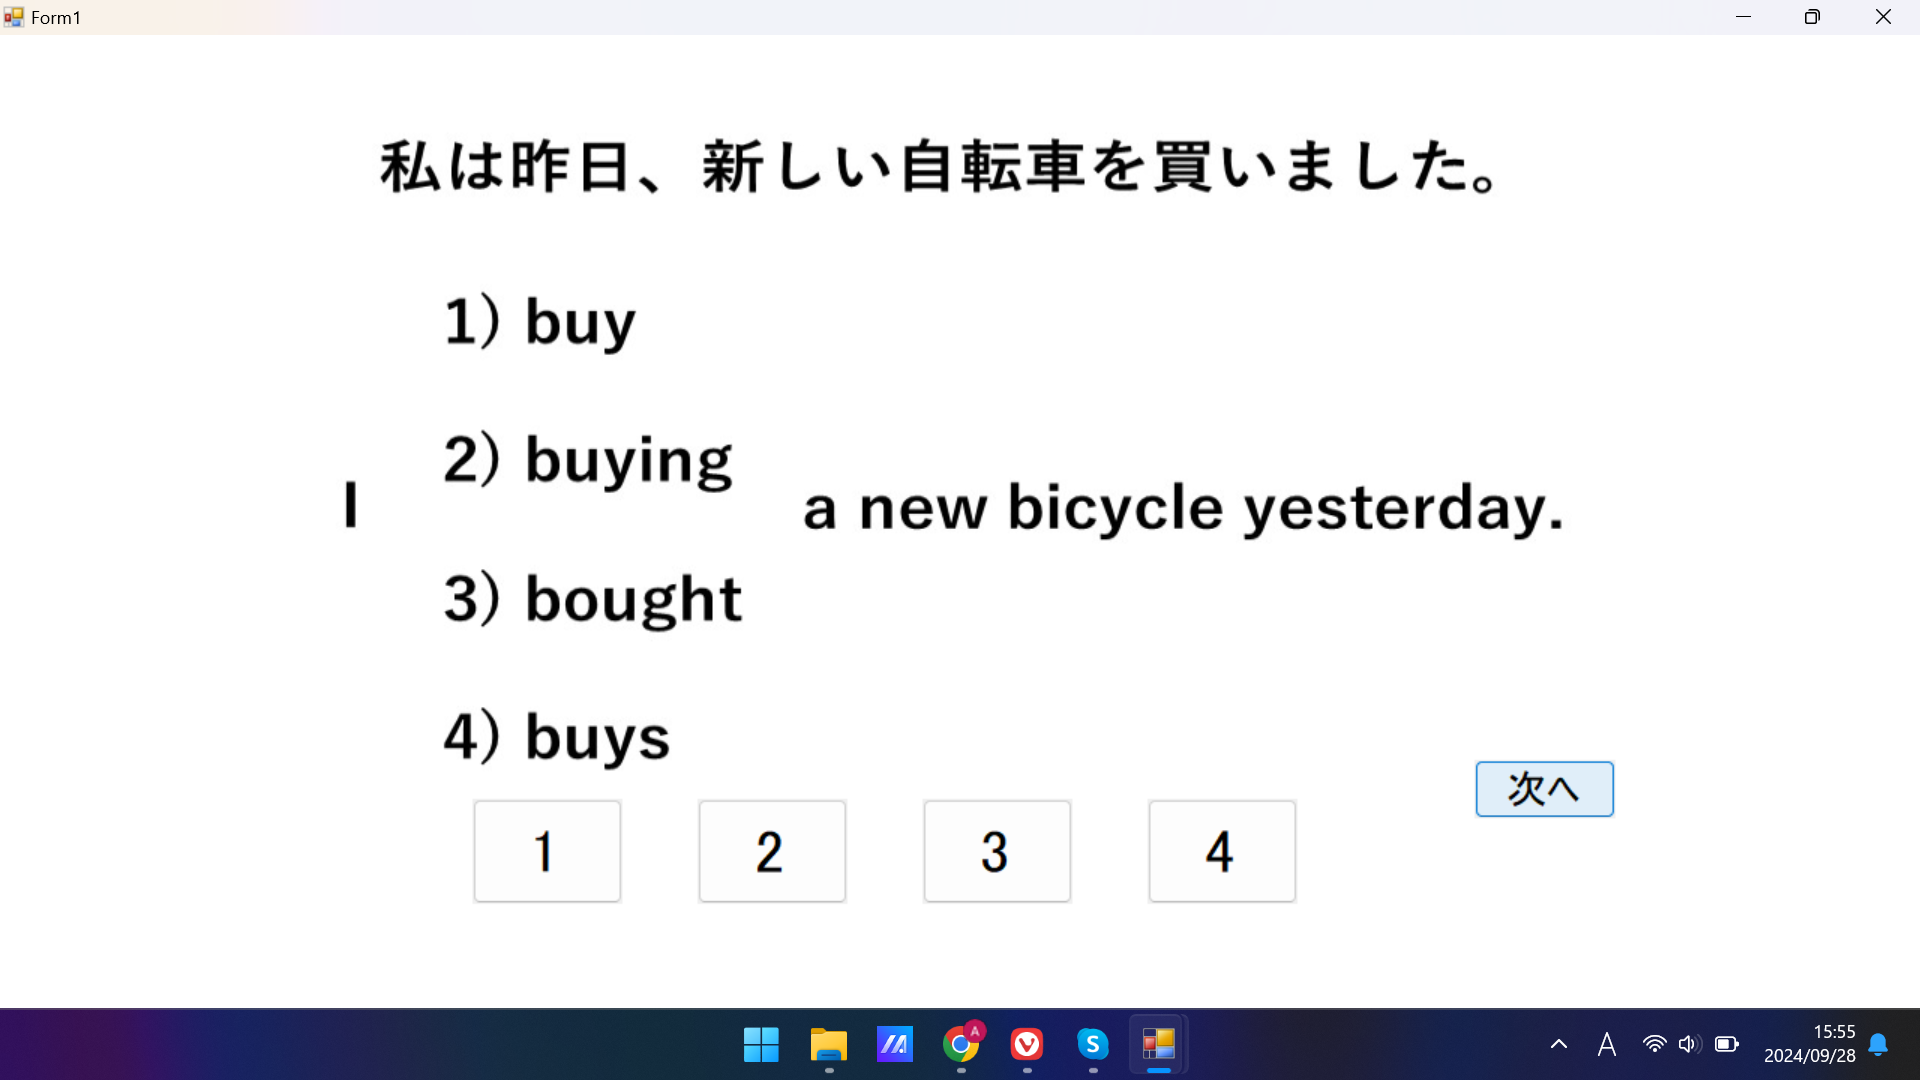 Form1
私は昨日、新しい自転車を買いました。
1) buy
2) buying
I
a new bicycle yesterday.
3) bought
4) buys
次へ
1
2
3
4
A
S
A
15:55
2024/09/28